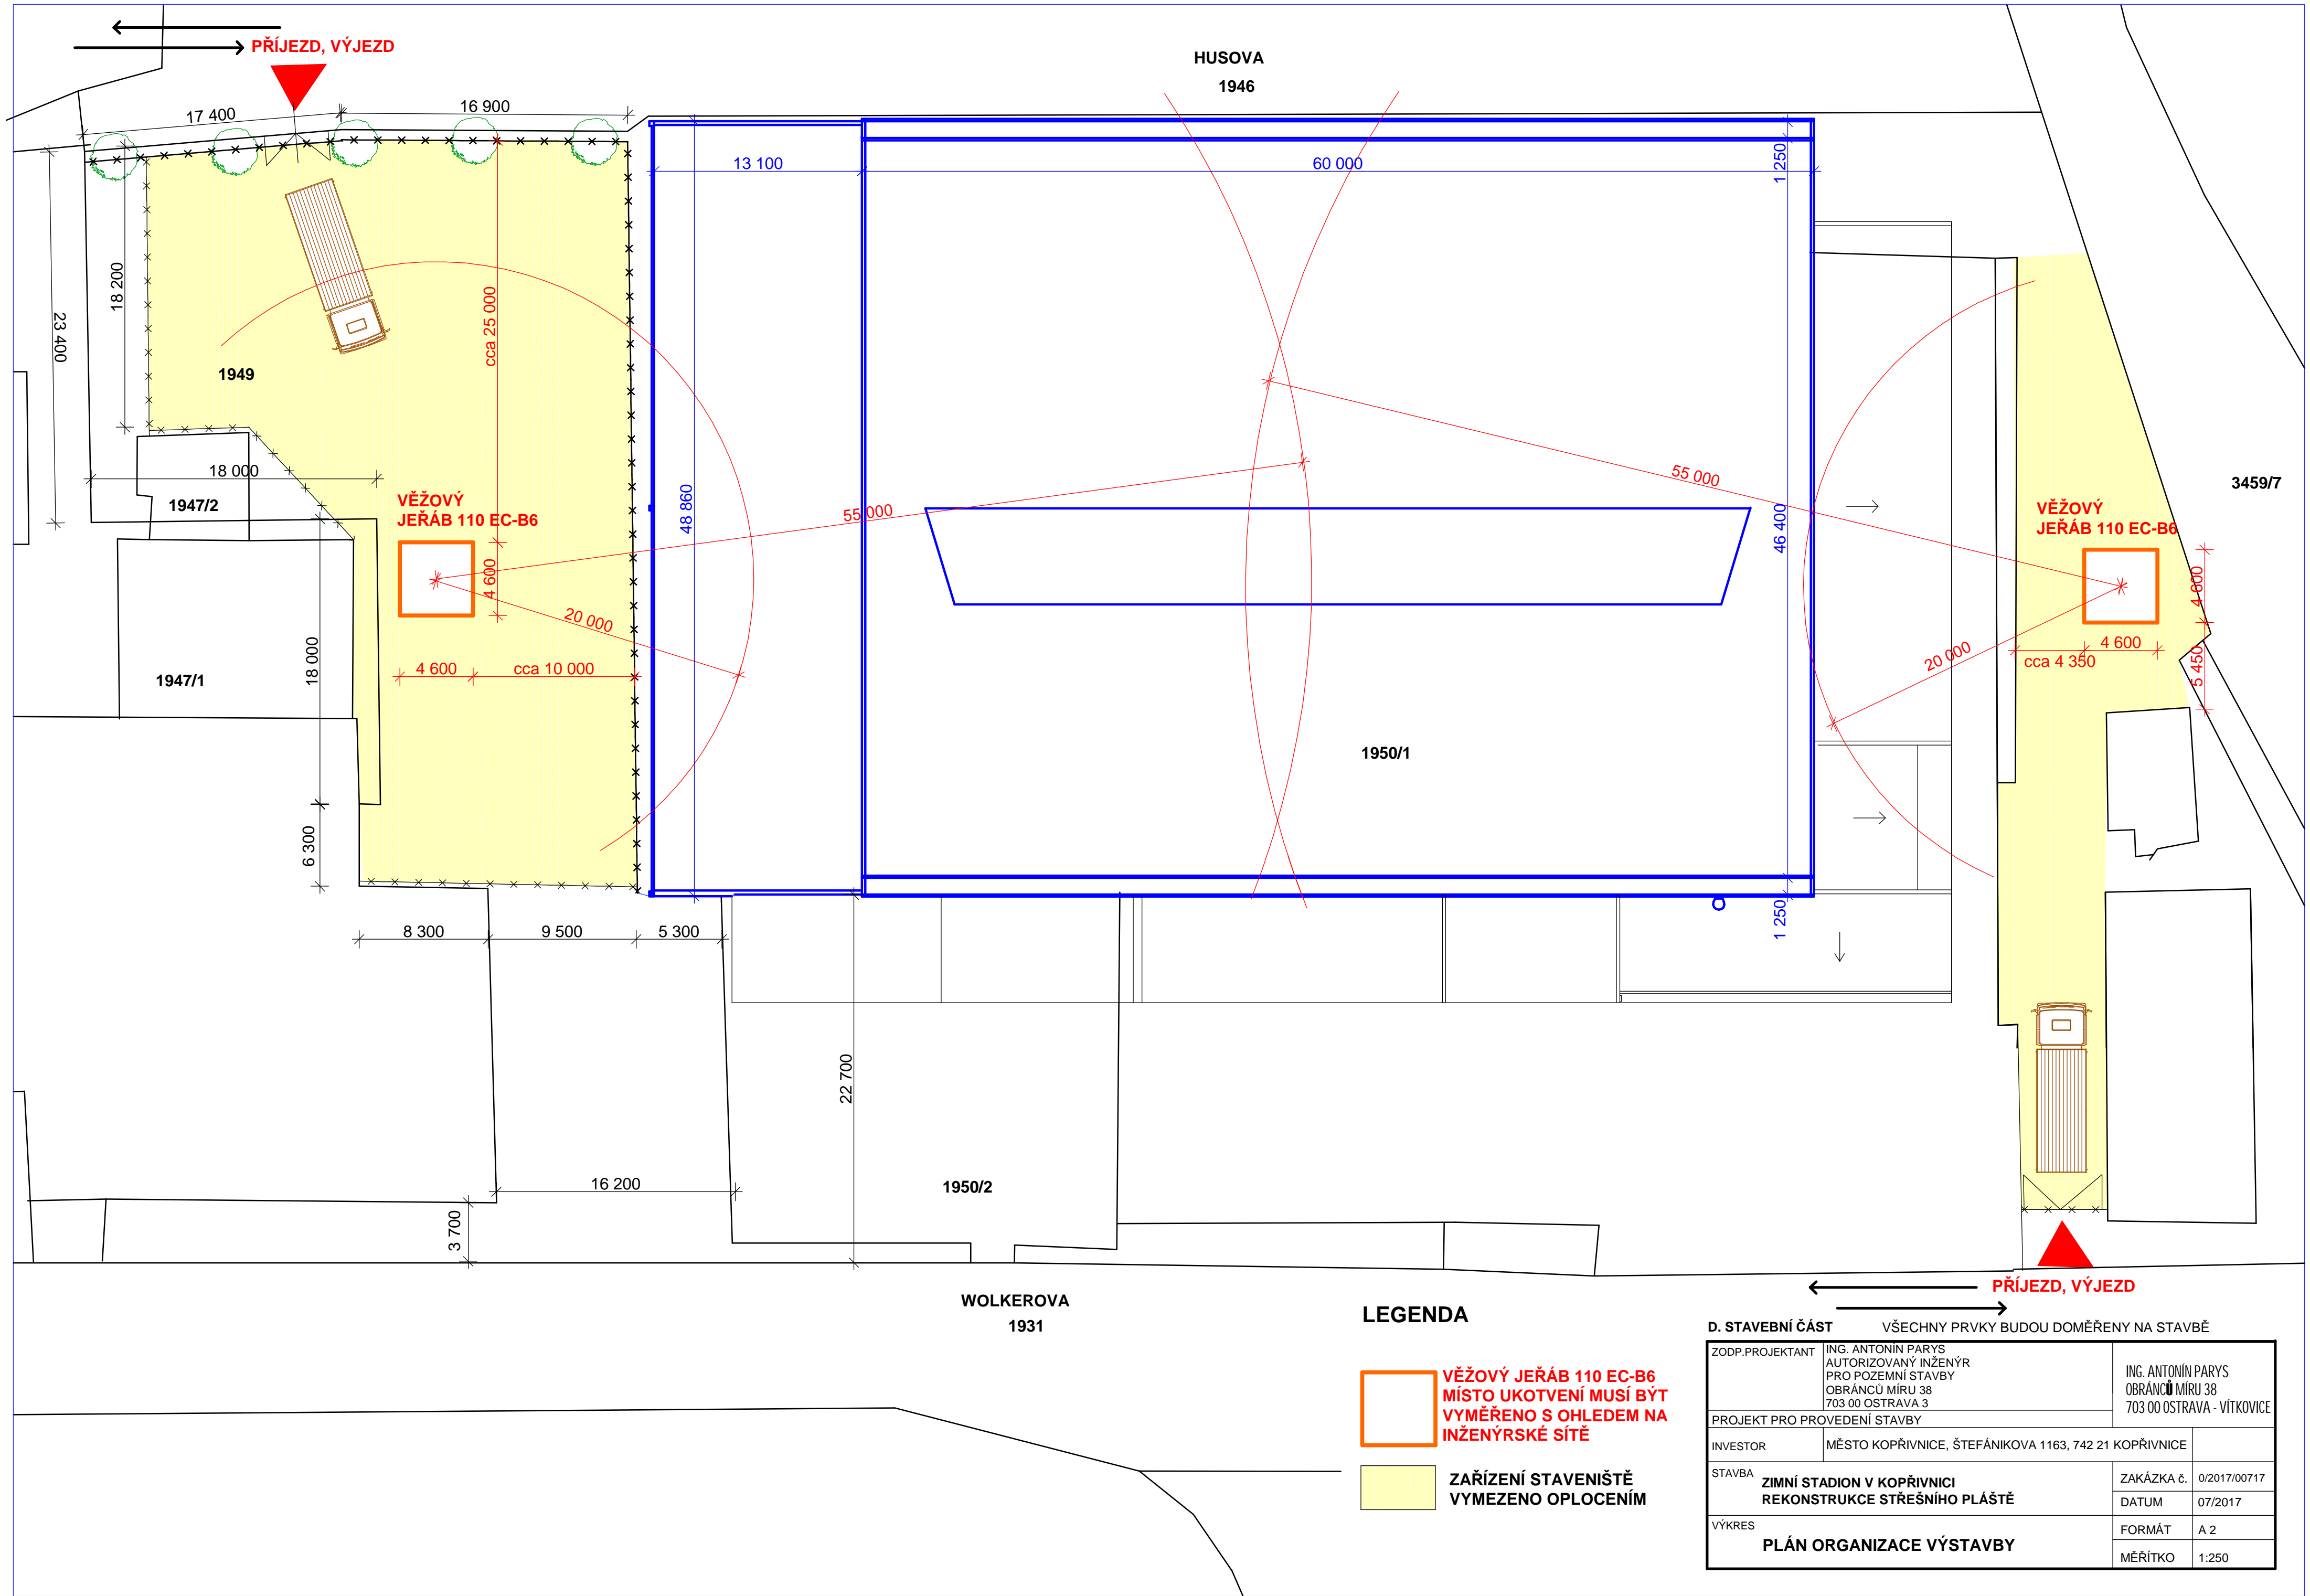 PŘÍJEZD, VÝJEZD
HUSOVA
1946
17 400
16 900
13 100
60 000
1 250
23 400
18 200
cca 25 000
1949
18 000
1947/2
VĚŽOVÝ
JEŘÁB 110 EC-B6
48 860
55 000
55 000
46 400
3459/7
VĚŽOVÝ
JEŘÁB 110 EC-B6
4 600
20 000
4 600
cca 10 000
18 000
1947/1
4 600
20 000
4 600
cca 4 350
5 450
1950/1
6 300
8 300
9 500
5 300
1 250
22 700
16 200
1950/2
3 700
WOLKEROVA
1931
PŘÍJEZD, VÝJEZD
LEGENDA
VĚŽOVÝ JEŘÁB 110 EC-B6
MÍSTO UKOTVENÍ MUSÍ BÝT
VYMĚŘENO S OHLEDEM NA
INŽENÝRSKÉ SÍTĚ
ZAŘÍZENÍ STAVENIŠTĚ
VYMEZENO OPLOCENÍM
D. STAVEBNÍ ČÁST
VŠECHNY PRVKY BUDOU DOMĚŘENY NA STAVBĚ
ZODP.PROJEKTANT
ING. ANTONÍN PARYS
AUTORIZOVANÝ INŽENÝR
PRO POZEMNÍ STAVBY
OBRÁNCŮ MÍRU 38
703 00 OSTRAVA 3
ING. ANTONÍN PARYS
OBRÁNCŮ MÍRU 38
703 00 OSTRAVA - VÍTKOVICE
PROJEKT PRO PROVEDENÍ STAVBY
INVESTOR
MĚSTO KOPŘIVNICE, ŠTEFÁNIKOVA 1163, 742 21 KOPŘIVNICE
STAVBA
ZIMNÍ STADION V KOPŘIVNICI
REKONSTRUKCE STŘEŠNÍHO PLÁŠTĚ
ZAKÁZKA č.
0/2017/00717
DATUM
07/2017
VÝKRES
PLÁN ORGANIZACE VÝSTAVBY
FORMÁT
A 2
MĚŘÍTKO
1:250